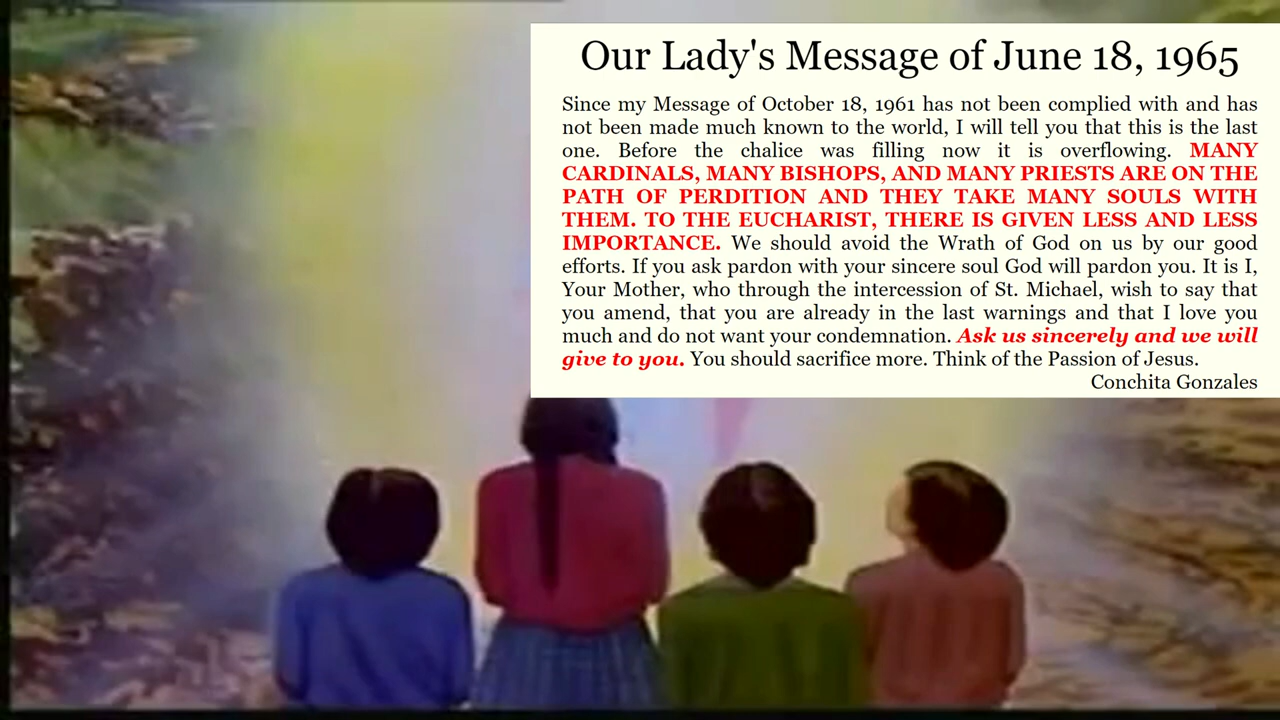 Our Lady's Message of June 18, 1965
Since my Message of October 18, 1961 has not been complied with and has
not been made much known to the world, I will tell you that this is the last
one. Before the chalice was filling now it is overflowing. MANY
CARDINALS, MANY BISHOPS, AND MANY PRIESTS ARE ON THE
PATH OF PERDITION AND THEY TAKE MANY SOULS WITH
THEM. TO THE EUCHARIST, THERE IS GIVEN LESS AND LESS
IMPORTANCE. We should avoid the Wrath of God on us by our good
efforts. If you ask pardon with your sincere soul God will pardon you. It is I,
Your Mother, who through the intercession of St. Michael, wish to say that
you amend, that you are already in the last warnings and that I love you
much and do not want your condemnation. Ask us sincerely and we will
give to you. You should sacrifice more. Think of the Passion of Jesus.
Conchita Gonzales